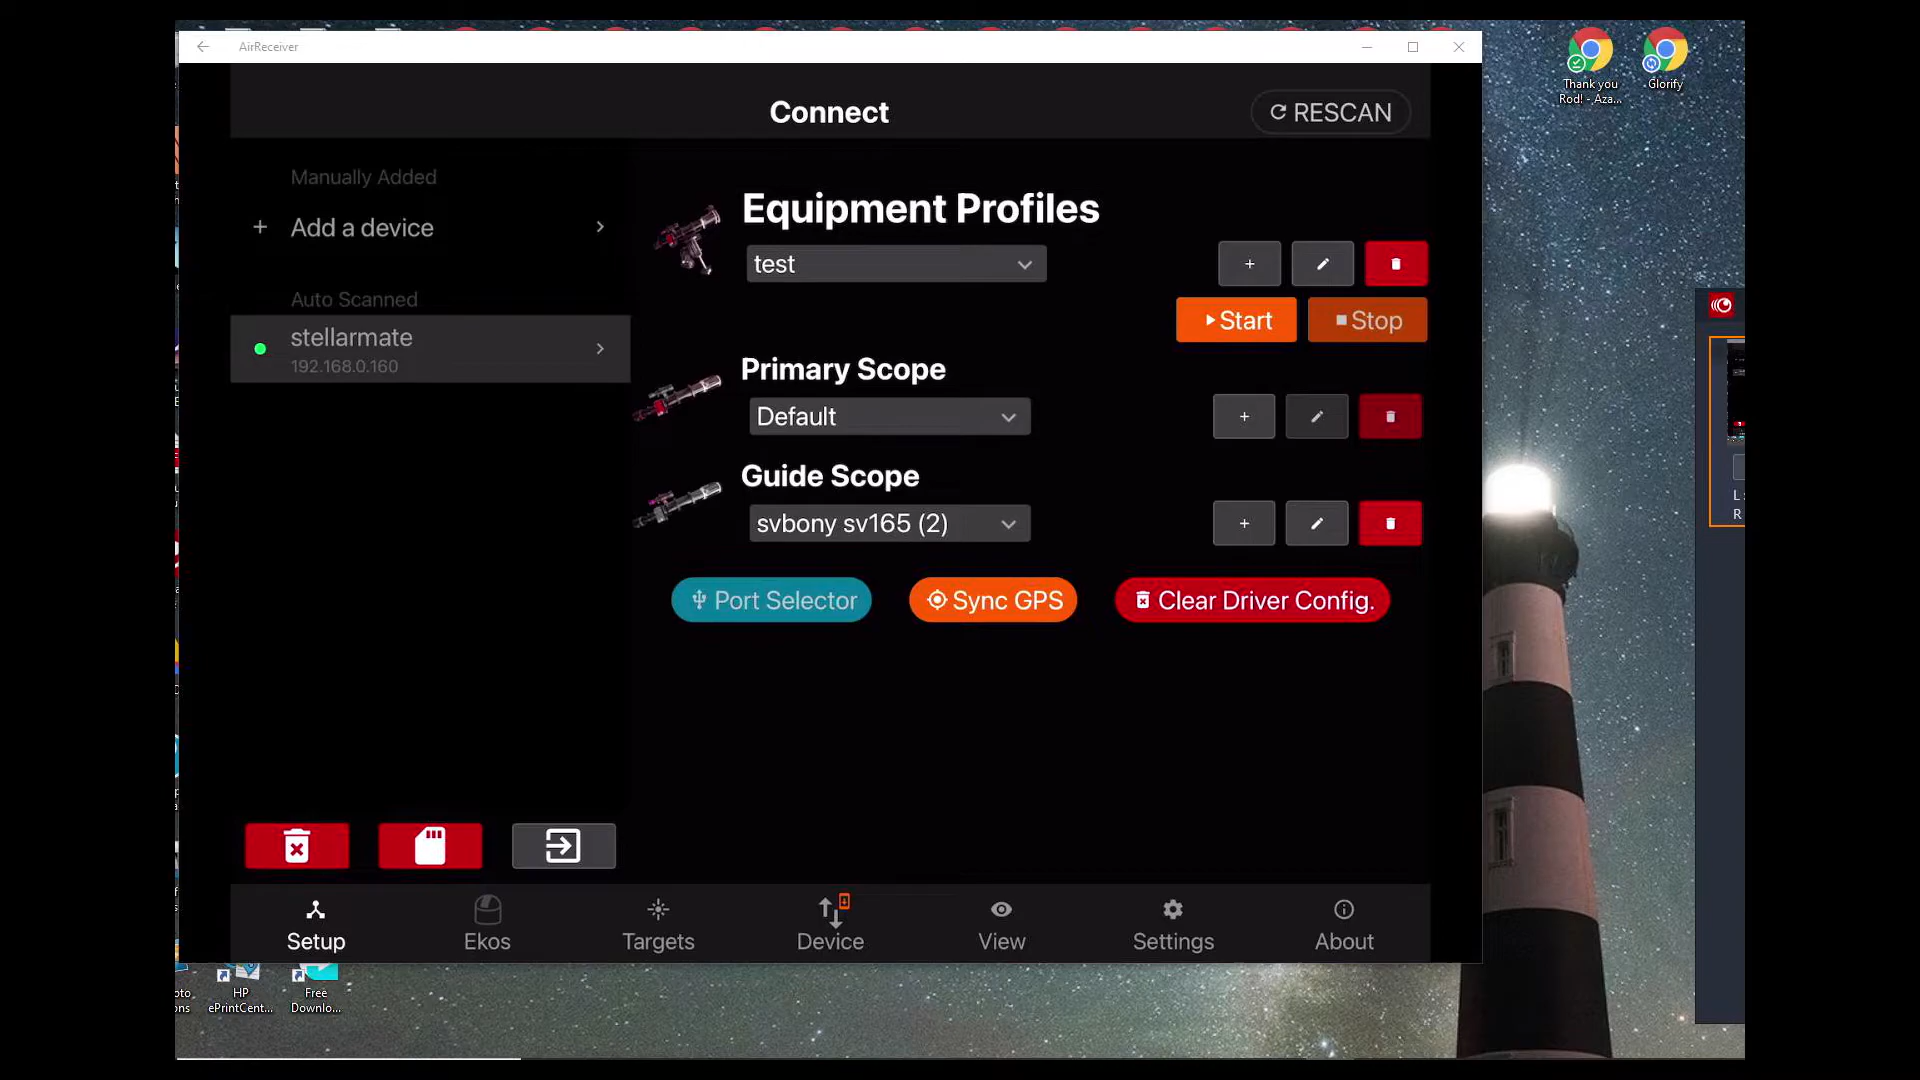 AirReceiver
Connect
RESCAN
Manually Added
Add a device
Auto Scanned
stellarmate
192.168.0.160
Equipment Profiles
test
Start
Stop
Primary Scope
Default
Guide Scope
svbony sv165 (2)
Port Selector
Sync GPS
Clear Driver Config.
Setup
Ekos
Targets
Device
View
Settings
About
Thank you
Rod! - Aza...
Glorify
L
R
oto
ons
HP
ePrintCent...
Free
Downlo...